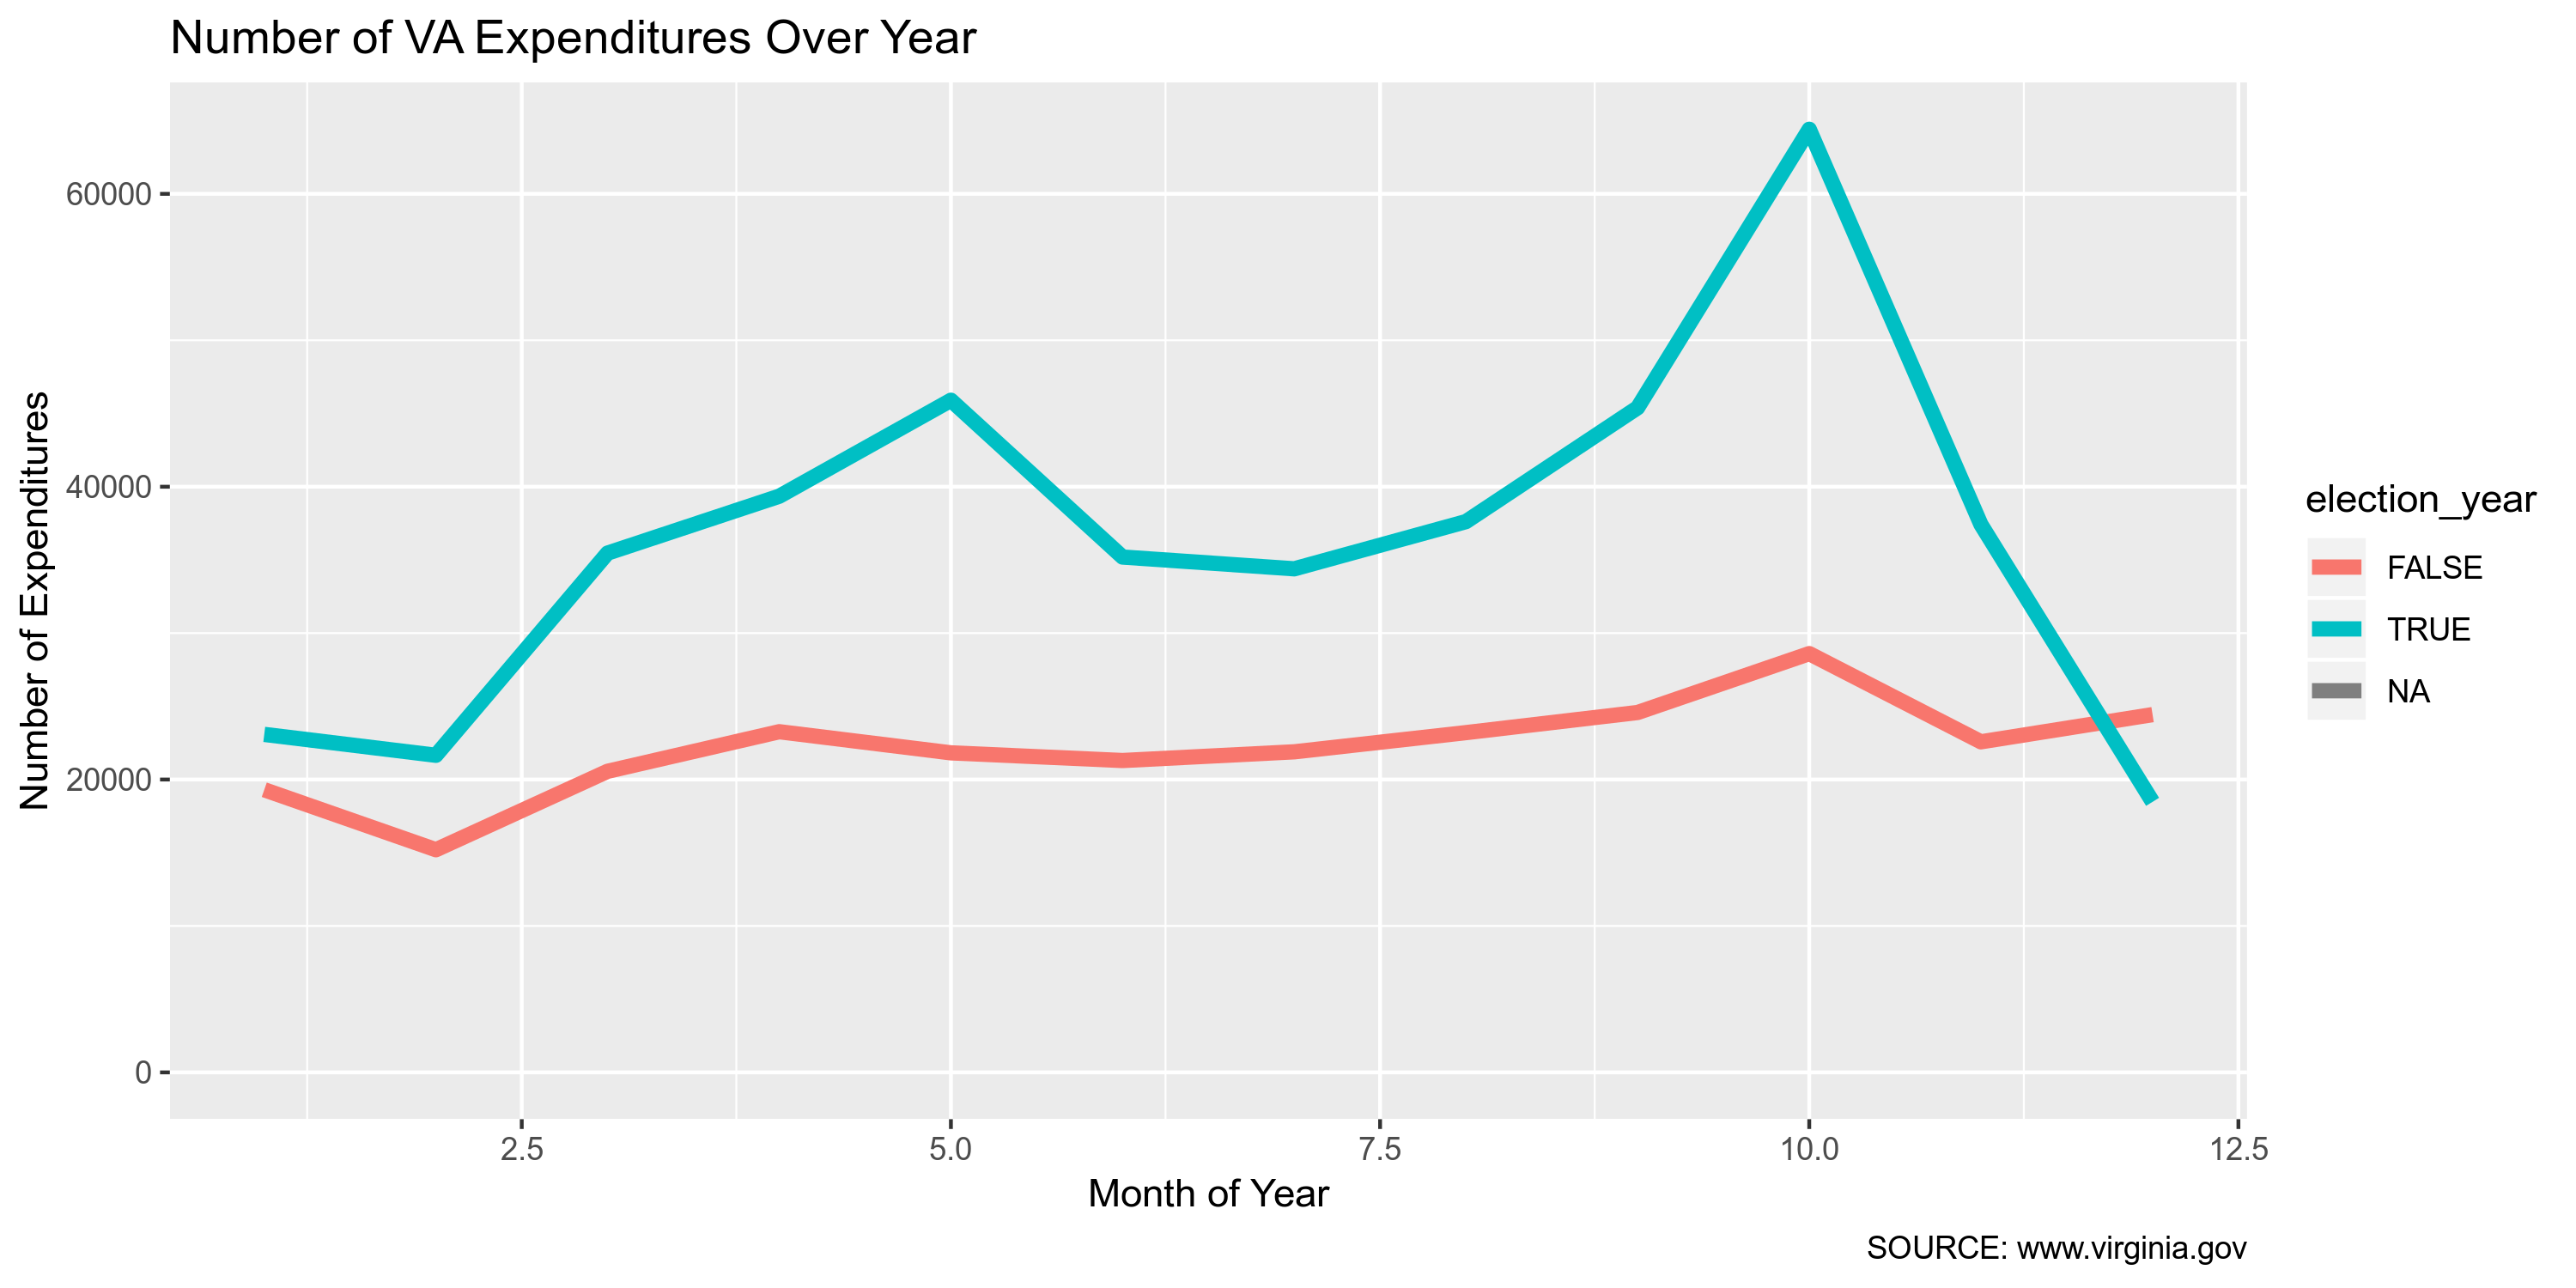 Number of VA Expenditures Over Year
Number of Expenditures
60000
40000
20000
0
2.5
5.0
7.5
10.0
12.5
Month of Year
election_year
FALSE
TRUE
NA
SOURCE: www.virginia.gov